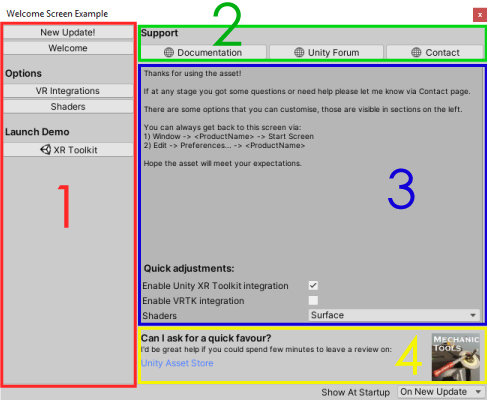 Welcome Screen Example
x
New Update!
Welcome
Options
VR Integrations
Shaders
Launch Demo
XR Toolkit
1
Support
2
Documentation
Unity Forum
Contact
Thanks for using the asset!
If at any stage you got some questions or need help please let me know via Contact page.
There are some options that you can customise, those are visible in sections on the left.
You can always get back to this screen via:
1) Window -> <ProductName> -> Start Screen
2) Edit -> Preferences... -> <ProductName>
Hope the asset will meet your expectations.
3
Quick adjustments:
Enable Unity XR Toolkit integration
Enable VRTK integration
Shaders
Surface
Can I ask for a quick favour?
I'd be great help if you could spend few minutes to leave a review on:
Unity Asset Store
4
MECHANIC
TOOLS
Show At Startup
On New Update